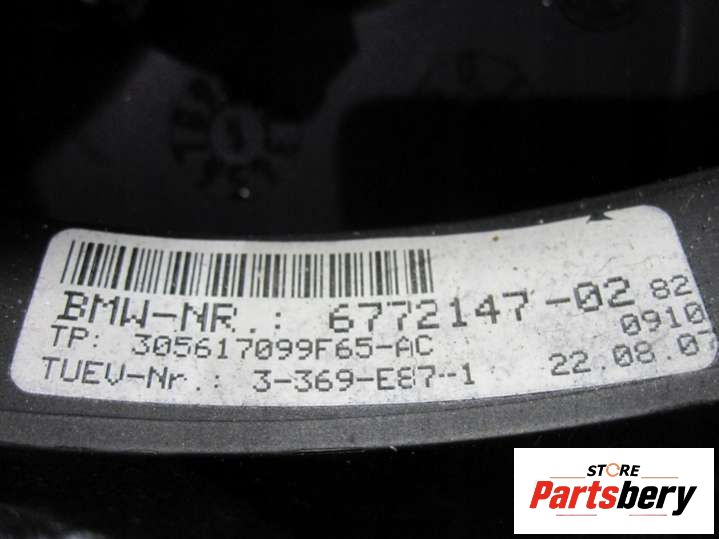 BMW-NR.: 6772147-02 82
TP: 305617099F65-AC 0910
TUEV-Nr.: 3-369-E87-1 22.08.0
STORE
Partsbery